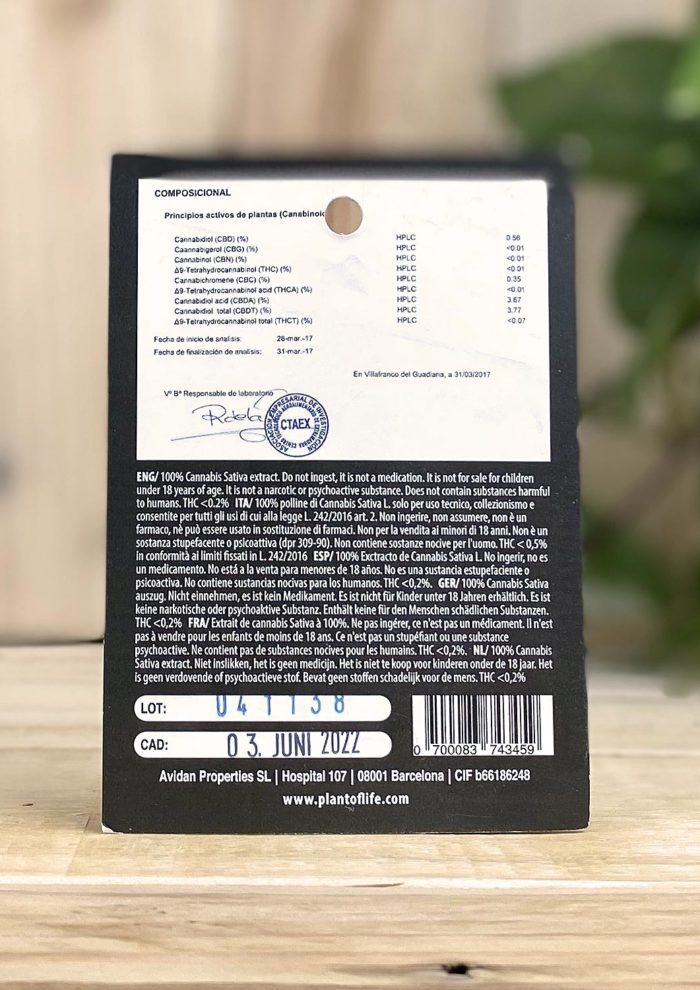 COMPOSICIONAL
Principios activos de plantas (Canabinoic
Cannabidiol (CBD) (%) HPLC 0.56
Caannabigerol (CBG) (%) HPLC <0.01
Cannabinol (CBN) (%) HPLC <0.01
Δ9-Tetrahydrocannabinol (THC) (%) HPLC <0.01
Cannabichromene (CBC) (%) HPLC 0.35
Δ9-Tetrahydrocannabinol acid (THCA) (%) HPLC <0.01
Cannabidiol acid (CBDA) (%) HPLC 3.67
Cannabidiol total (CBDT) (%) HPLC 3.77
Δ9-Tetrahydrocannabinol total (THCT) (%) HPLC <0.07
Fecha de inicio de analisis: 28-mar.-17
Fecha de finalización de analisis: 31-mar.-17
En Villafranco del Guadiana, a 31/03/2017
Vº Bº Responsable de laboratorio
ASOCIACIÓN EMPRESARIAL DE INVESTIGACIÓN
CTAEX
ENG/ 100% Cannabis Sativa extract. Do not ingest, it is not a medication. It is not for sale for children
under 18 years of age. It is not a narcotic or psychoactive substance. Does not contain substances harmful
to humans. THC <0.2% ITA/ 100% polline di Cannabis Sativa L. solo per uso tecnico, collezionismo e
consentite per tutti gli usi di cui alla legge L. 242/2016 art. 2. Non ingerire, non assumere, non è un
farmaco, nè può essere usato in sostituzione di farmaci. Non per la vendita ai minori di 18 anni. Non è un
sostanza stupefacente o psicoattiva (dpr 309-90). Non contiene sostanze nocive per l'uomo. THC < 0,5%
in conformità ai limiti fissati in L. 242/2016 ESP/ 100% Exctracto de Cannabis Sativa L. No ingerir, no es
un medicamento. No está a la venta para menores de 18 años. No es una sustancia estupefaciente o
psicoactiva. No contiene sustancias nocivas para los humanos. THC <0,2%. GER/ 100% Cannabis Sativa
auszug. Nicht einnehmen, es ist kein Medikament. Es ist nicht für Kinder unter 18 Jahren erhältlich. Es ist
keine narkotische oder psychoaktive Substanz. Enthält keine für den Menschen schädlichen Substanzen.
THC <0,2% FRA/ Extrait de cannabis Sativa à 100%. Ne pas ingérer, ce n'est pas un médicament. Il n'est
pas à vendre pour les enfants de moins de 18 ans. Ce n'est pas un stupéfiant ou une substance
psychoactive. Ne contient pas de substances nocives pour les humains. THC <0,2%. NL/ 100% Cannabis
Sativa extract. Niet inslikken, het is geen medicijn. Het is niet te koop voor kinderen onder de 18 jaar. Het
is geen verdovende of psychoactieve stof. Bevat geen stoffen schadelijk voor de mens. THC <0,2%
LOT: 041138
CAD: 03. JUNI 2022
0 700083 743459
Avidan Properties SL | Hospital 107 | 08001 Barcelona | CIF b66186248
www.plantoflife.com